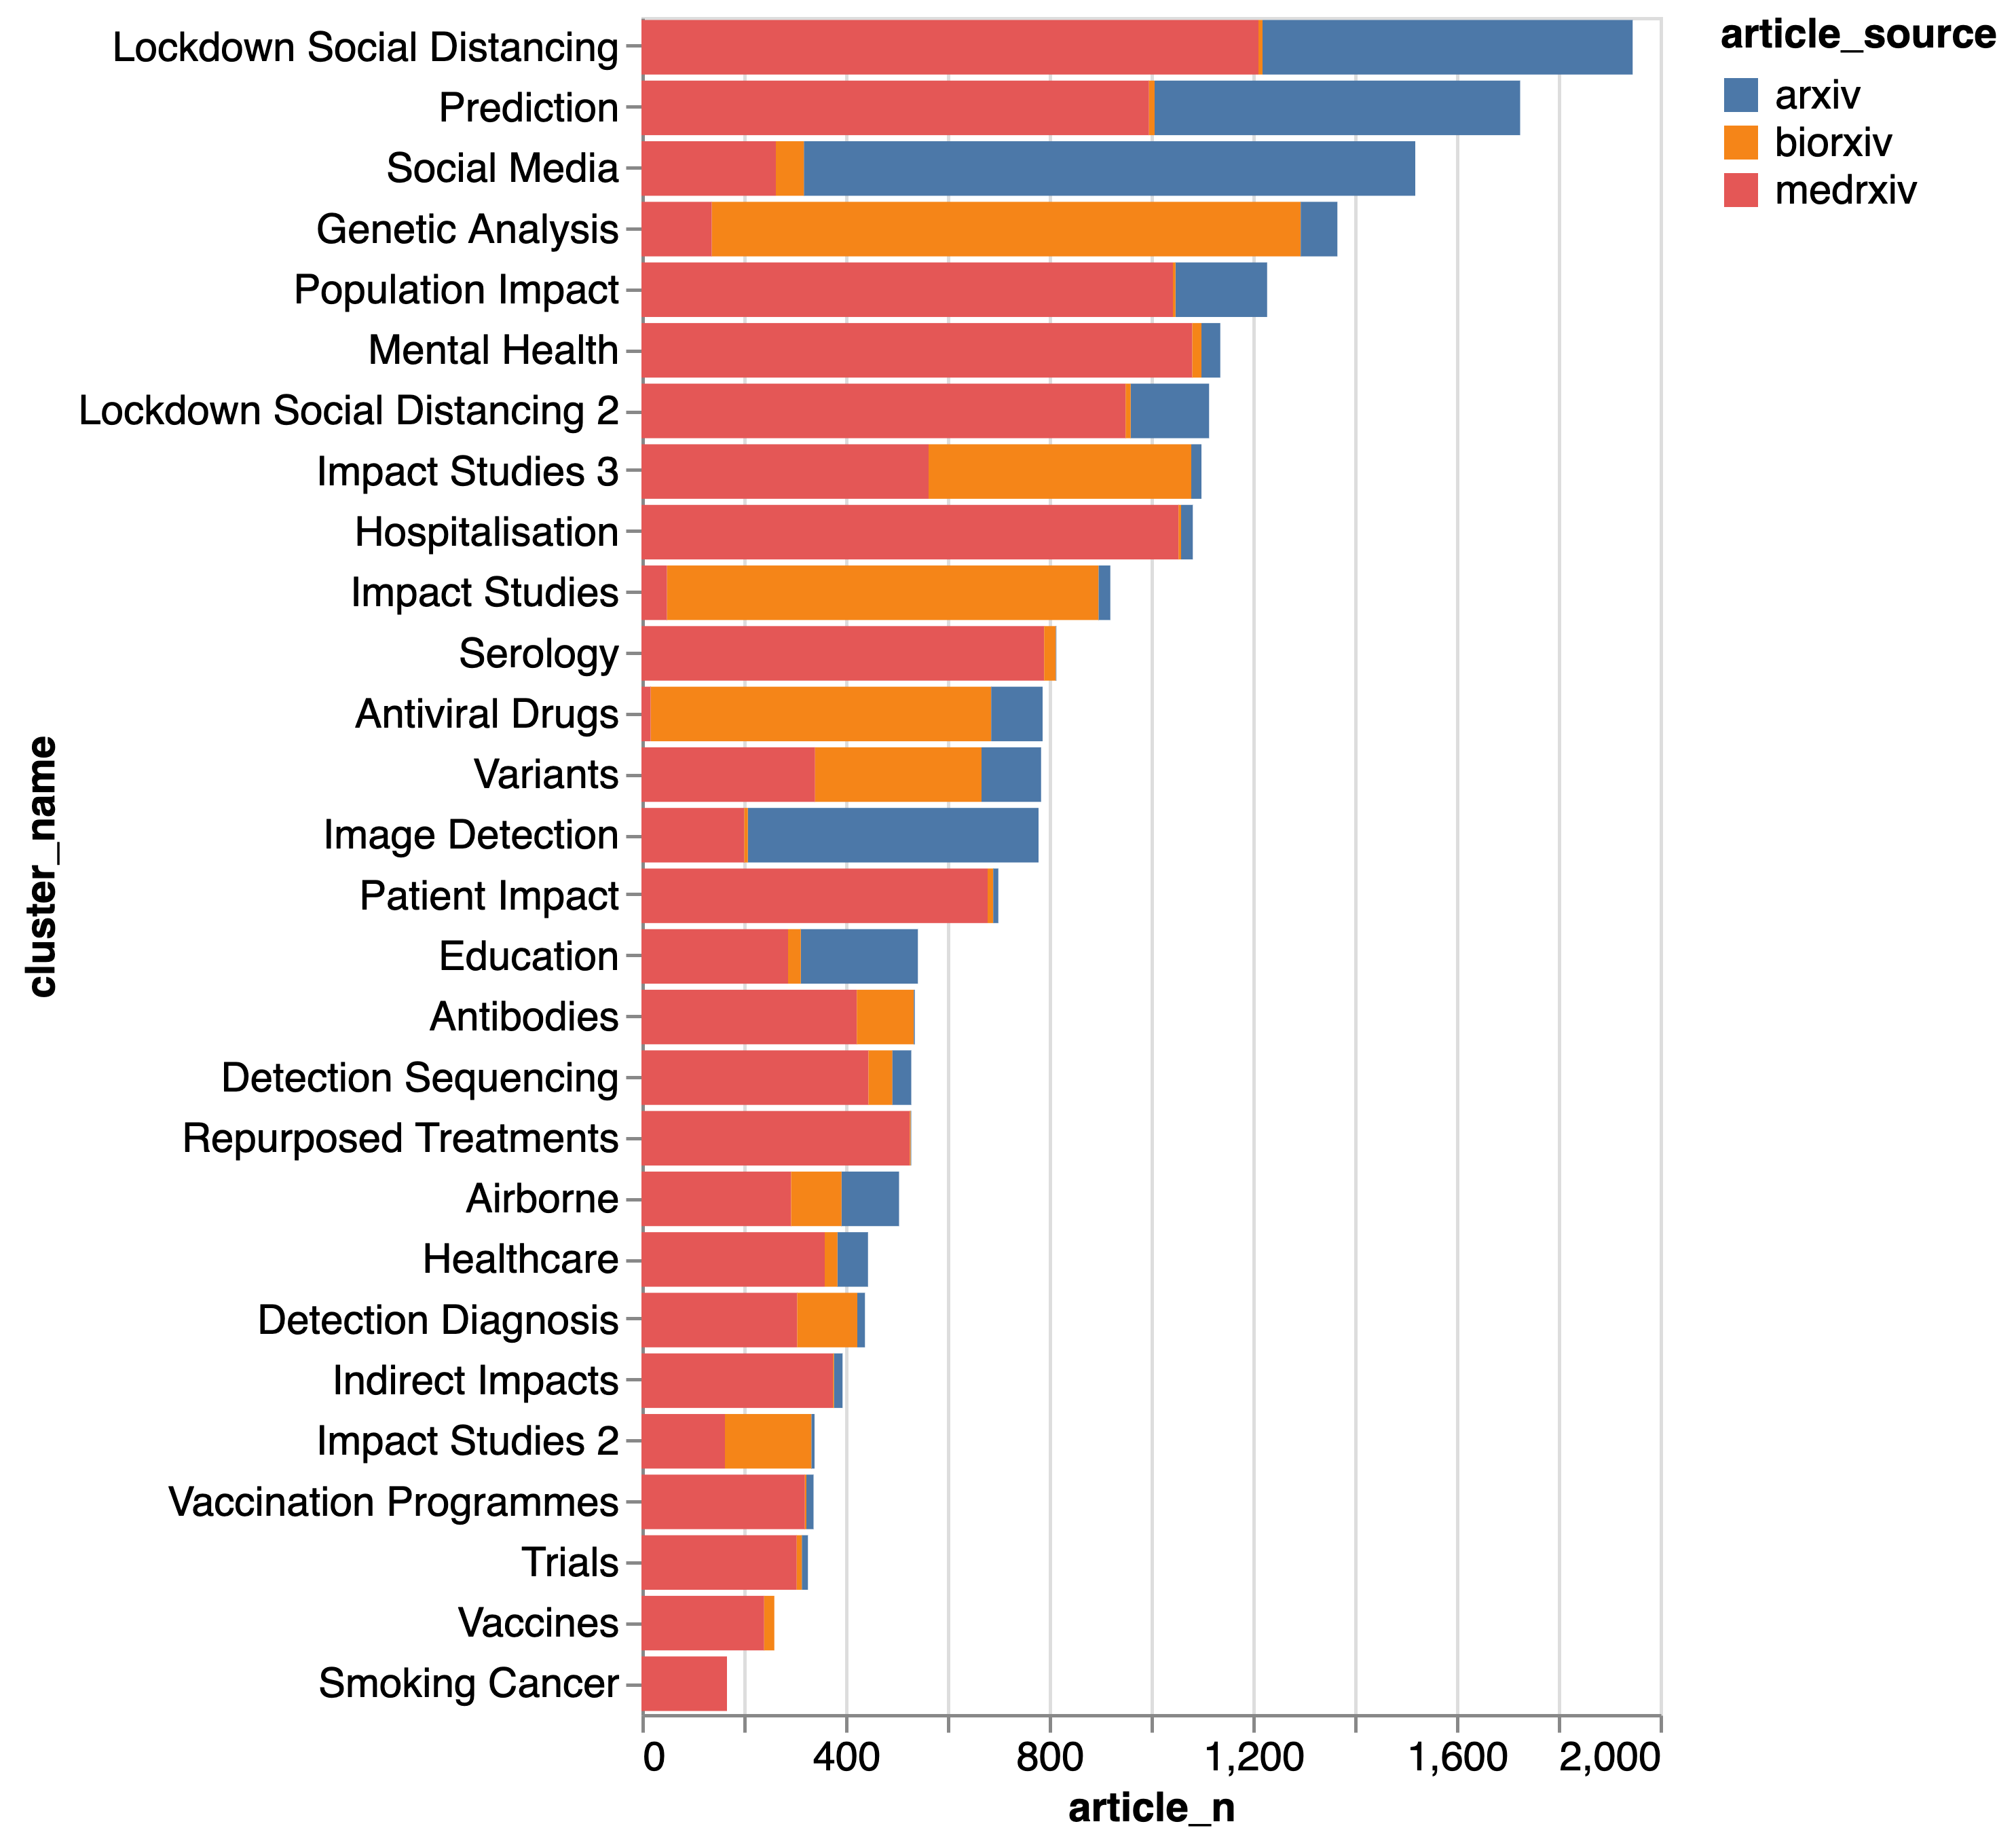 Lockdown Social Distancing
Prediction
Social Media
Genetic Analysis
Population Impact
Mental Health
Lockdown Social Distancing 2
Impact Studies 3
Hospitalisation
Impact Studies
Serology
Antiviral Drugs
Variants
Image Detection
Patient Impact
Education
Antibodies
Detection Sequencing
Repurposed Treatments
Airborne
Healthcare
Detection Diagnosis
Indirect Impacts
Impact Studies 2
Vaccination Programmes
Trials
Vaccines
Smoking Cancer
cluster_name
0 400 800 1,200 1,600 2,000
article_n
article_source
arxiv
biorxiv
medrxiv